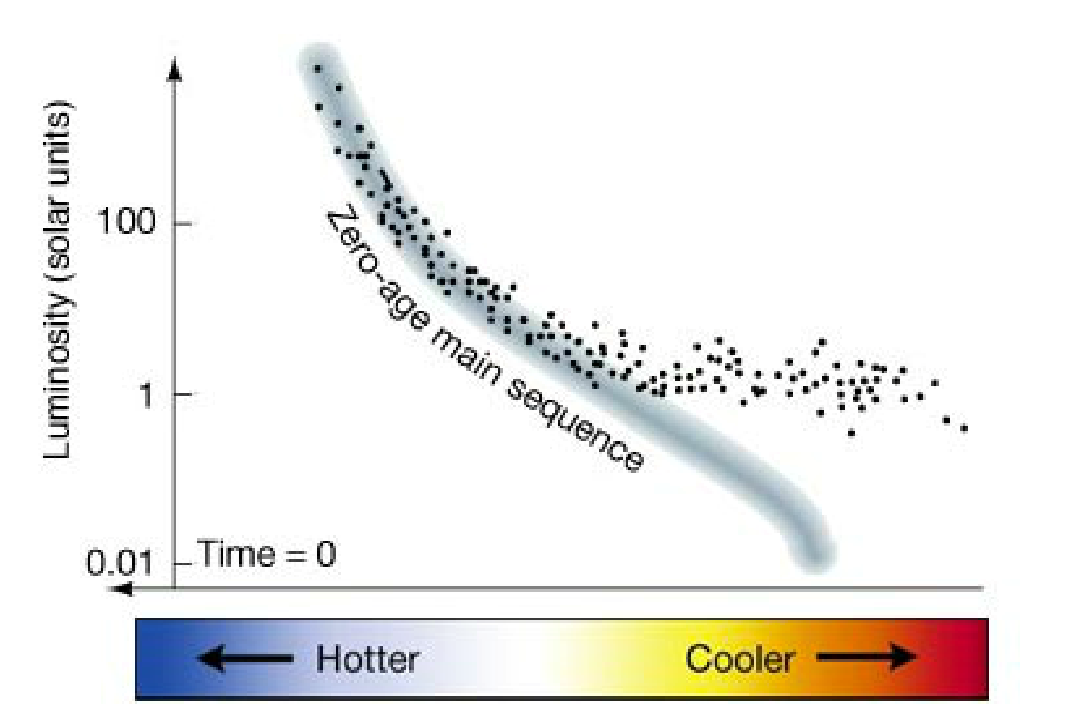 Luminosity (solar units)
100
1
0.01
Zero-age main sequence
Time = 0
Hotter
Cooler